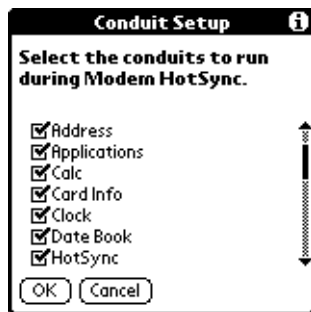 Conduit Setup i
Select the conduits to run
during Modem HotSync.
Address
Applications
Calc
Card Info
Clock
Date Book
HotSync
OK Cancel